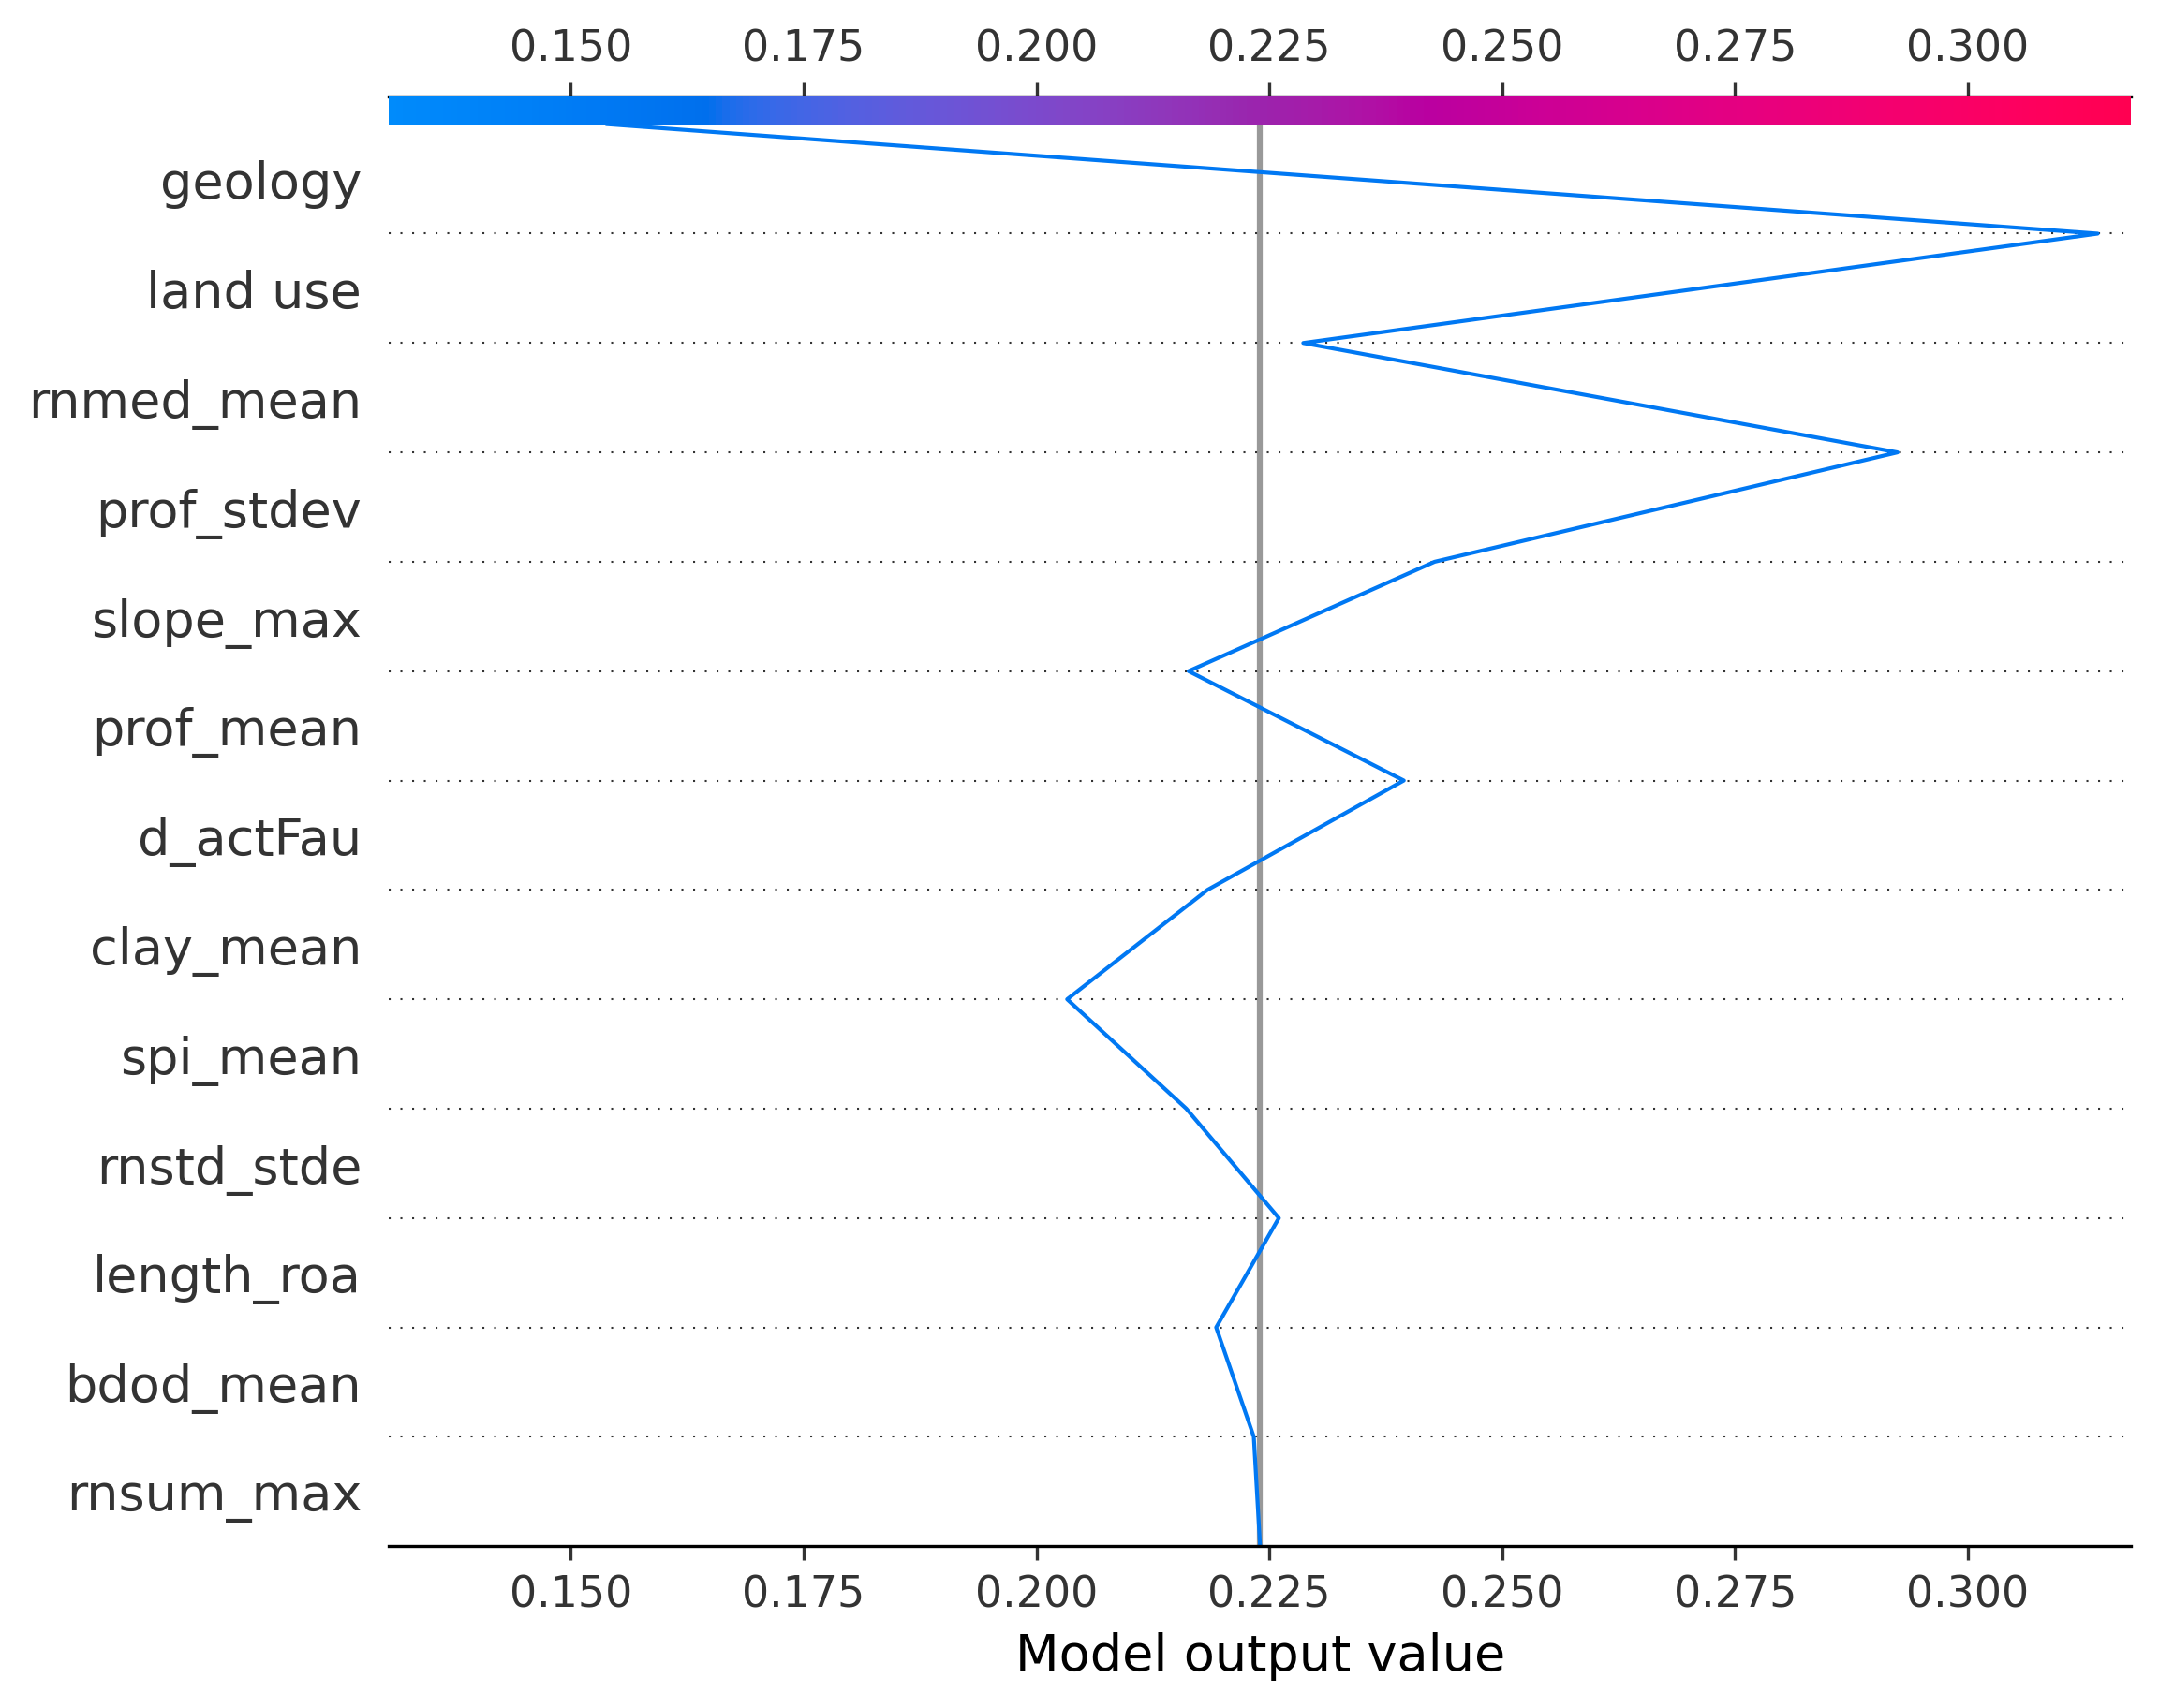 0.150 0.175 0.200 0.225 0.250 0.275 0.300
geology
land use
rnmed_mean
prof_stdev
slope_max
prof_mean
d_actFau
clay_mean
spi_mean
rnstd_stde
length_roa
bdod_mean
rnsum_max
0.150 0.175 0.200 0.225 0.250 0.275 0.300
Model output value